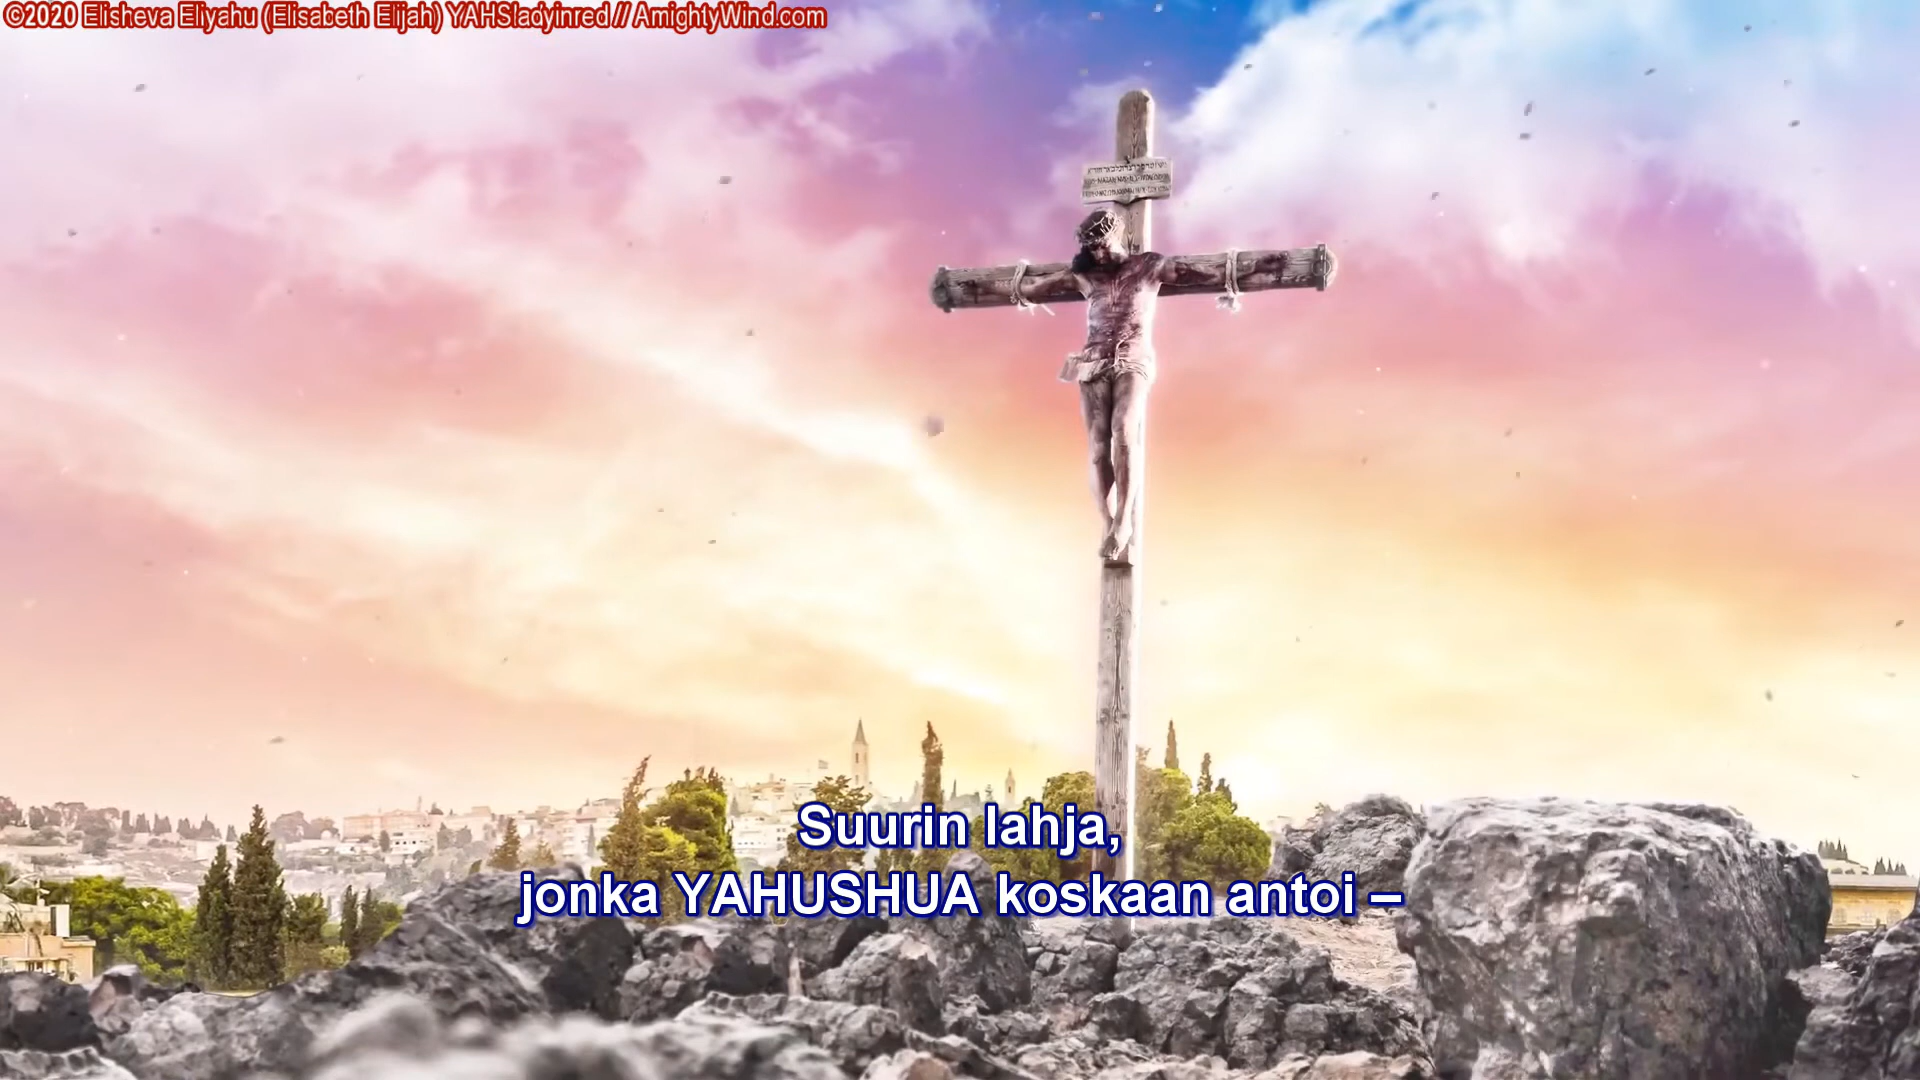 ©2020 Elisheva Eliyahu (Elisabeth Elijah) YAHSladyinred // AmightyWind.com
Suurin lahja,
jonka YAHUSHUA koskaan antoi –